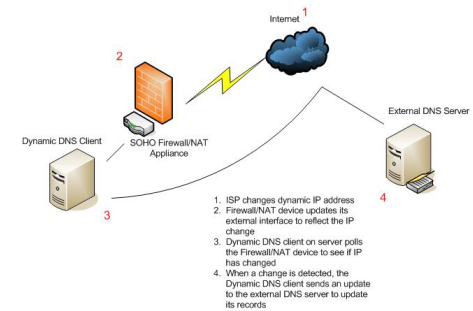 Internet
1
2
External DNS Server
Dynamic DNS Client
SOHO Firewall/NAT
Appliance
3
4
1. ISP changes dynamic IP address
2. Firewall/NAT device updates its
external interface to reflect the IP
change
3. Dynamic DNS client on server polls
the Firewall/NAT device to see if IP
has changed
4. When a change is detected, the
Dynamic DNS client sends an update
to the external DNS server to update
its records